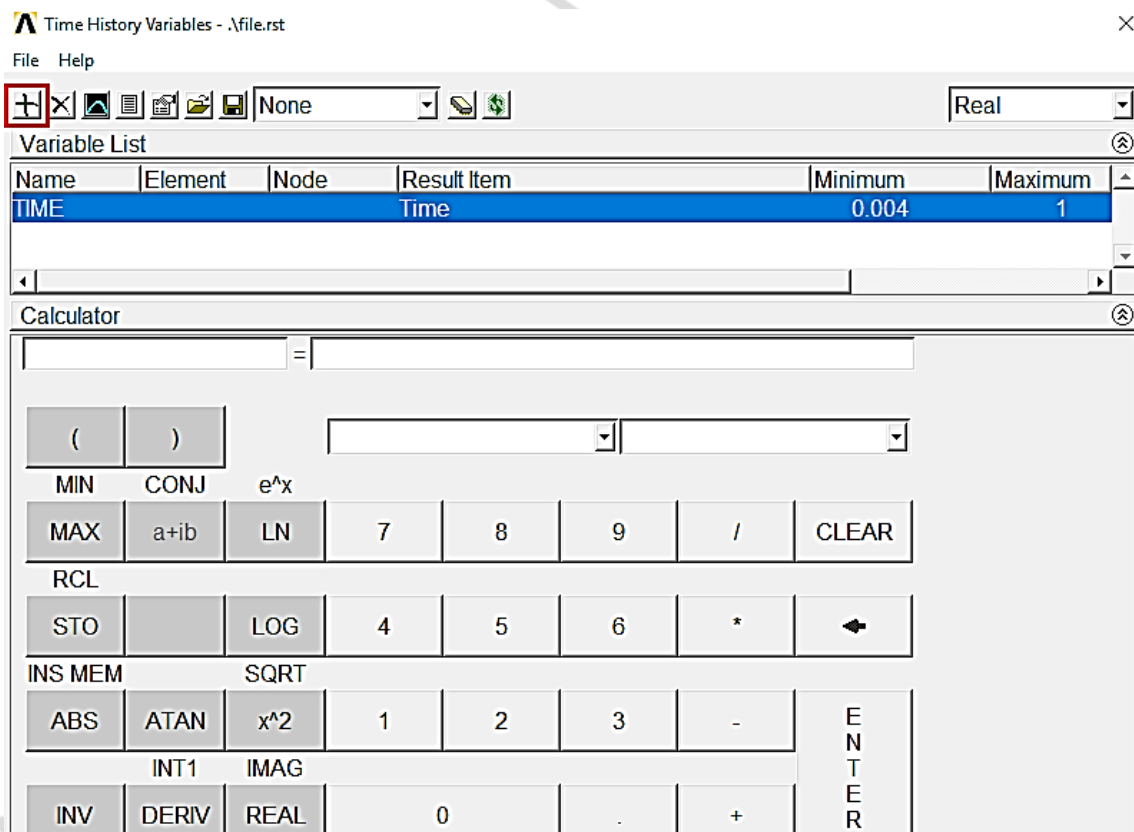 Time History Variables - .\file.rst
File Help
None Real
Variable List
Name Element Node Result Item Minimum Maximum
TIME Time 0.004 1
Calculator
=
( )
MIN CONJ e^x
MAX a+ib LN 7 8 9 / CLEAR
RCL
STO LOG 4 5 6 *
INS MEM SQRT
ABS ATAN x^2 1 2 3 - ENTER
INT1 IMAG
INV DERIV REAL 0 . +